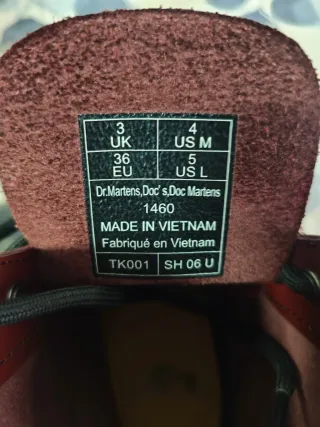 3 UK 4 US M
36 EU 5 US L
Dr.Martens,Doc's,Doc Martens
1460
MADE IN VIETNAM
Fabriqué en Vietnam
TK001 SH 06 U